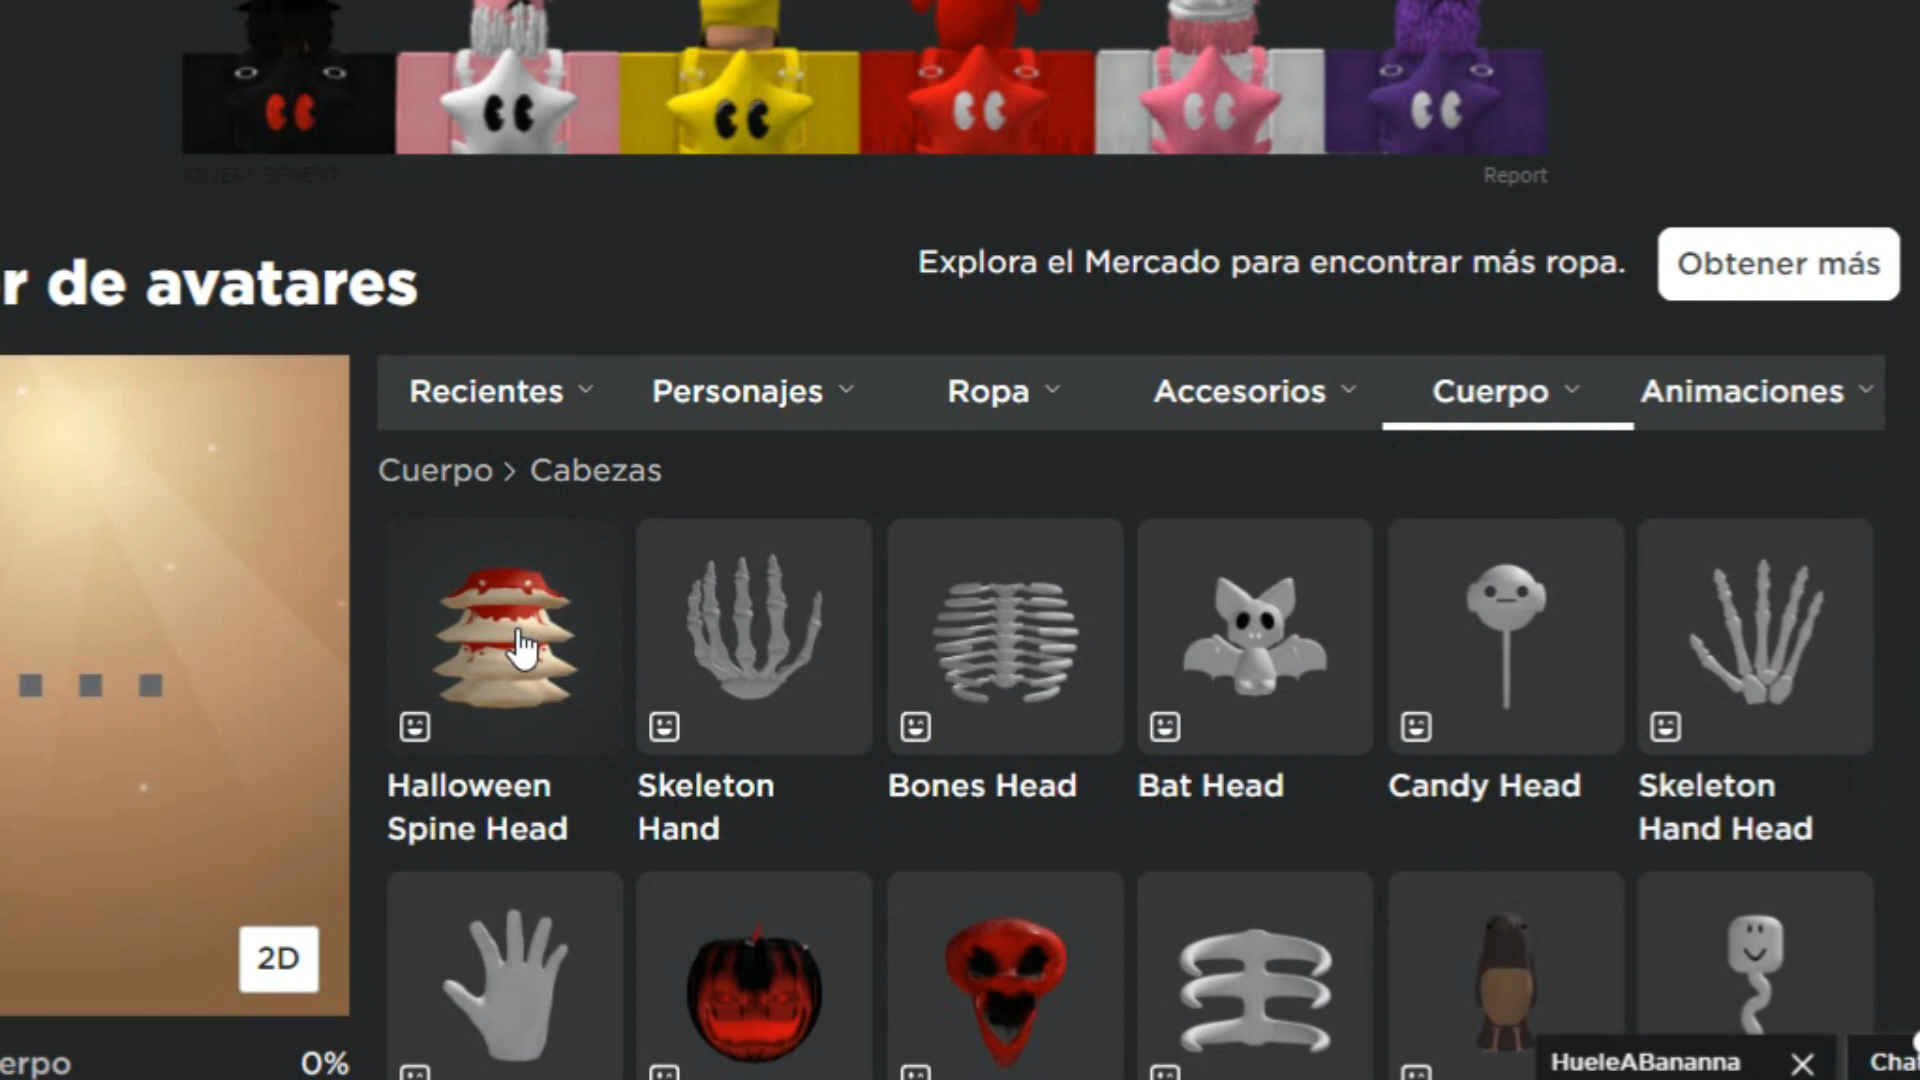 ADVERTISEMENT
Report
r de avatares
Explora el Mercado para encontrar más ropa.
Obtener más
Recientes
Personajes
Ropa
Accesorios
Cuerpo
Animaciones
Cuerpo > Cabezas
Halloween
Spine Head
Skeleton
Hand
Bones Head
Bat Head
Candy Head
Skeleton
Hand Head
2D
erpo
0%
HueleABananna
Cha